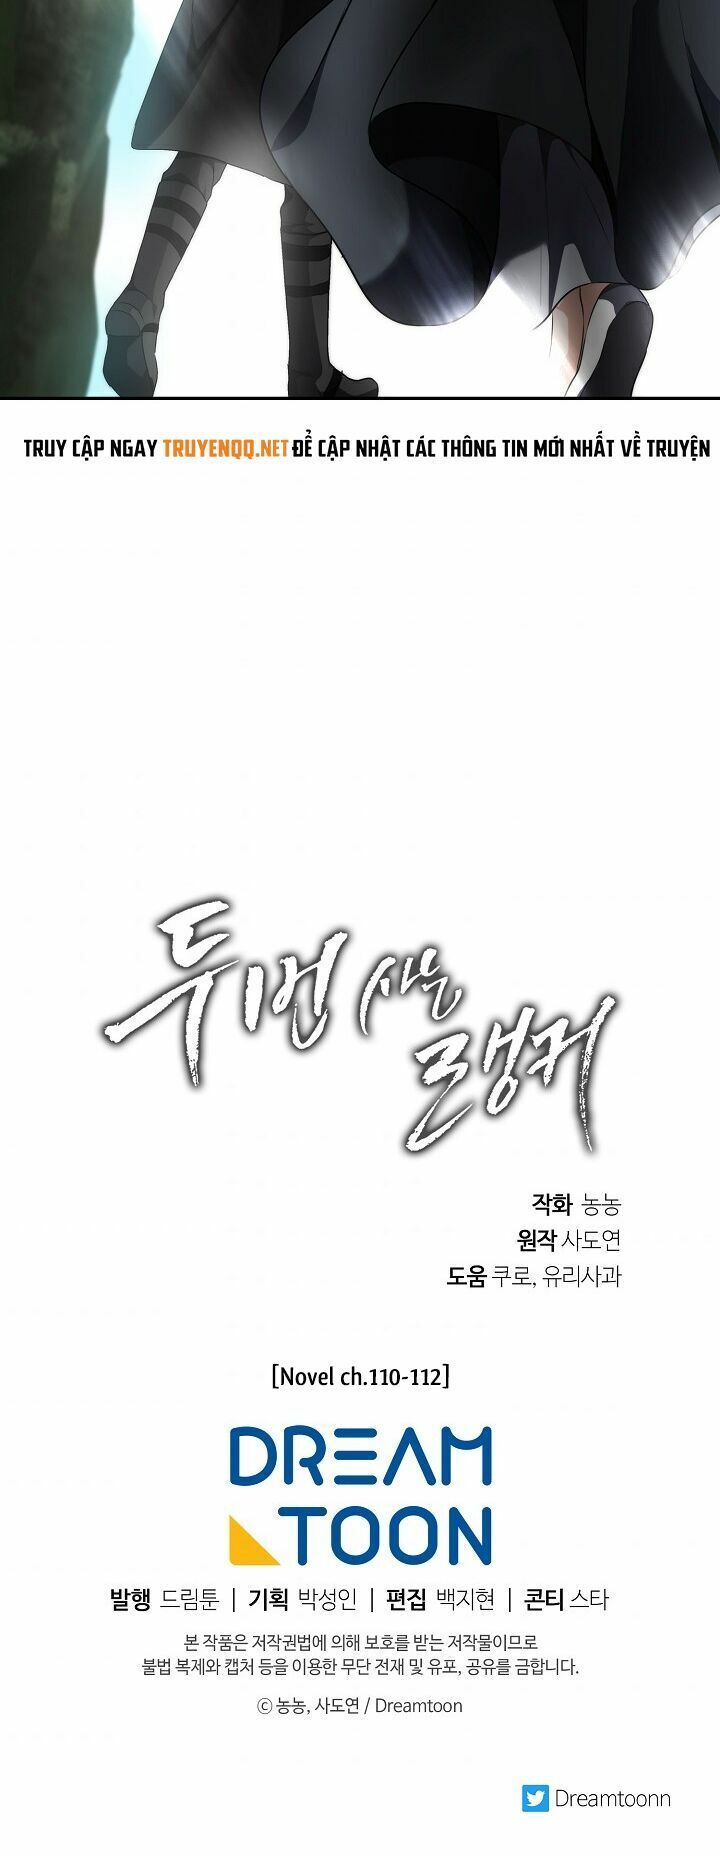 TRUY CẬP NGAY TRUYENQQ.NET ĐỂ CẬP NHẬT CÁC THÔNG TIN MỚI NHẤT VỀ TRUYỆN
두 번 사는
랭커
작화 농농
원작 사도연
도움 쿠로, 유리사과
[Novel ch.110-112]
DREAM
TOON
발행 드림툰 | 기획 박성인 | 편집 백지현 | 콘티 스타
본 작품은 저작권법에 의해 보호를 받는 저작물이므로
불법 복제와 캡처 등을 이용한 무단 전재 및 유포, 공유를 금합니다.
ⓒ 농농, 사도연 / Dreamtoon
Dreamtoonn